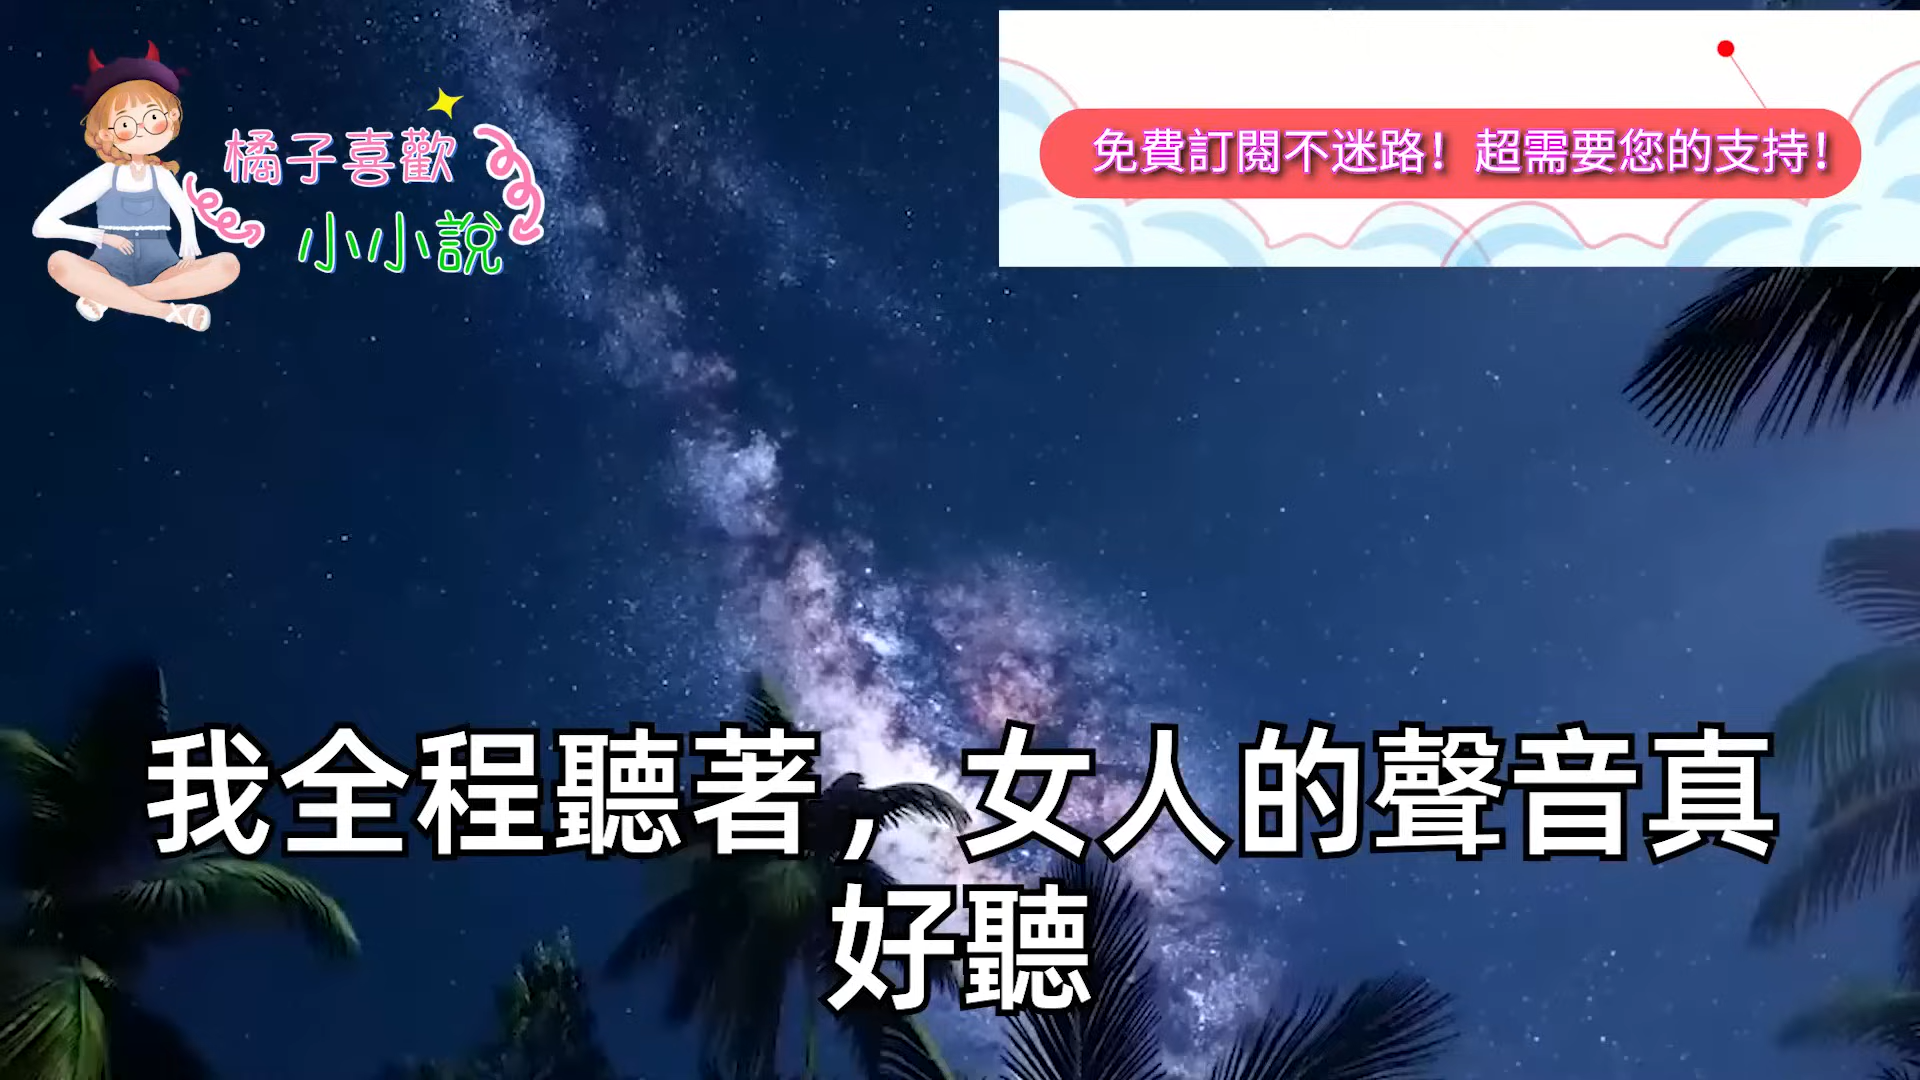 橘子喜歡
小小說
免費訂閱不迷路！超需要您的支持！
我全程聽著，女人的聲音真
好聽